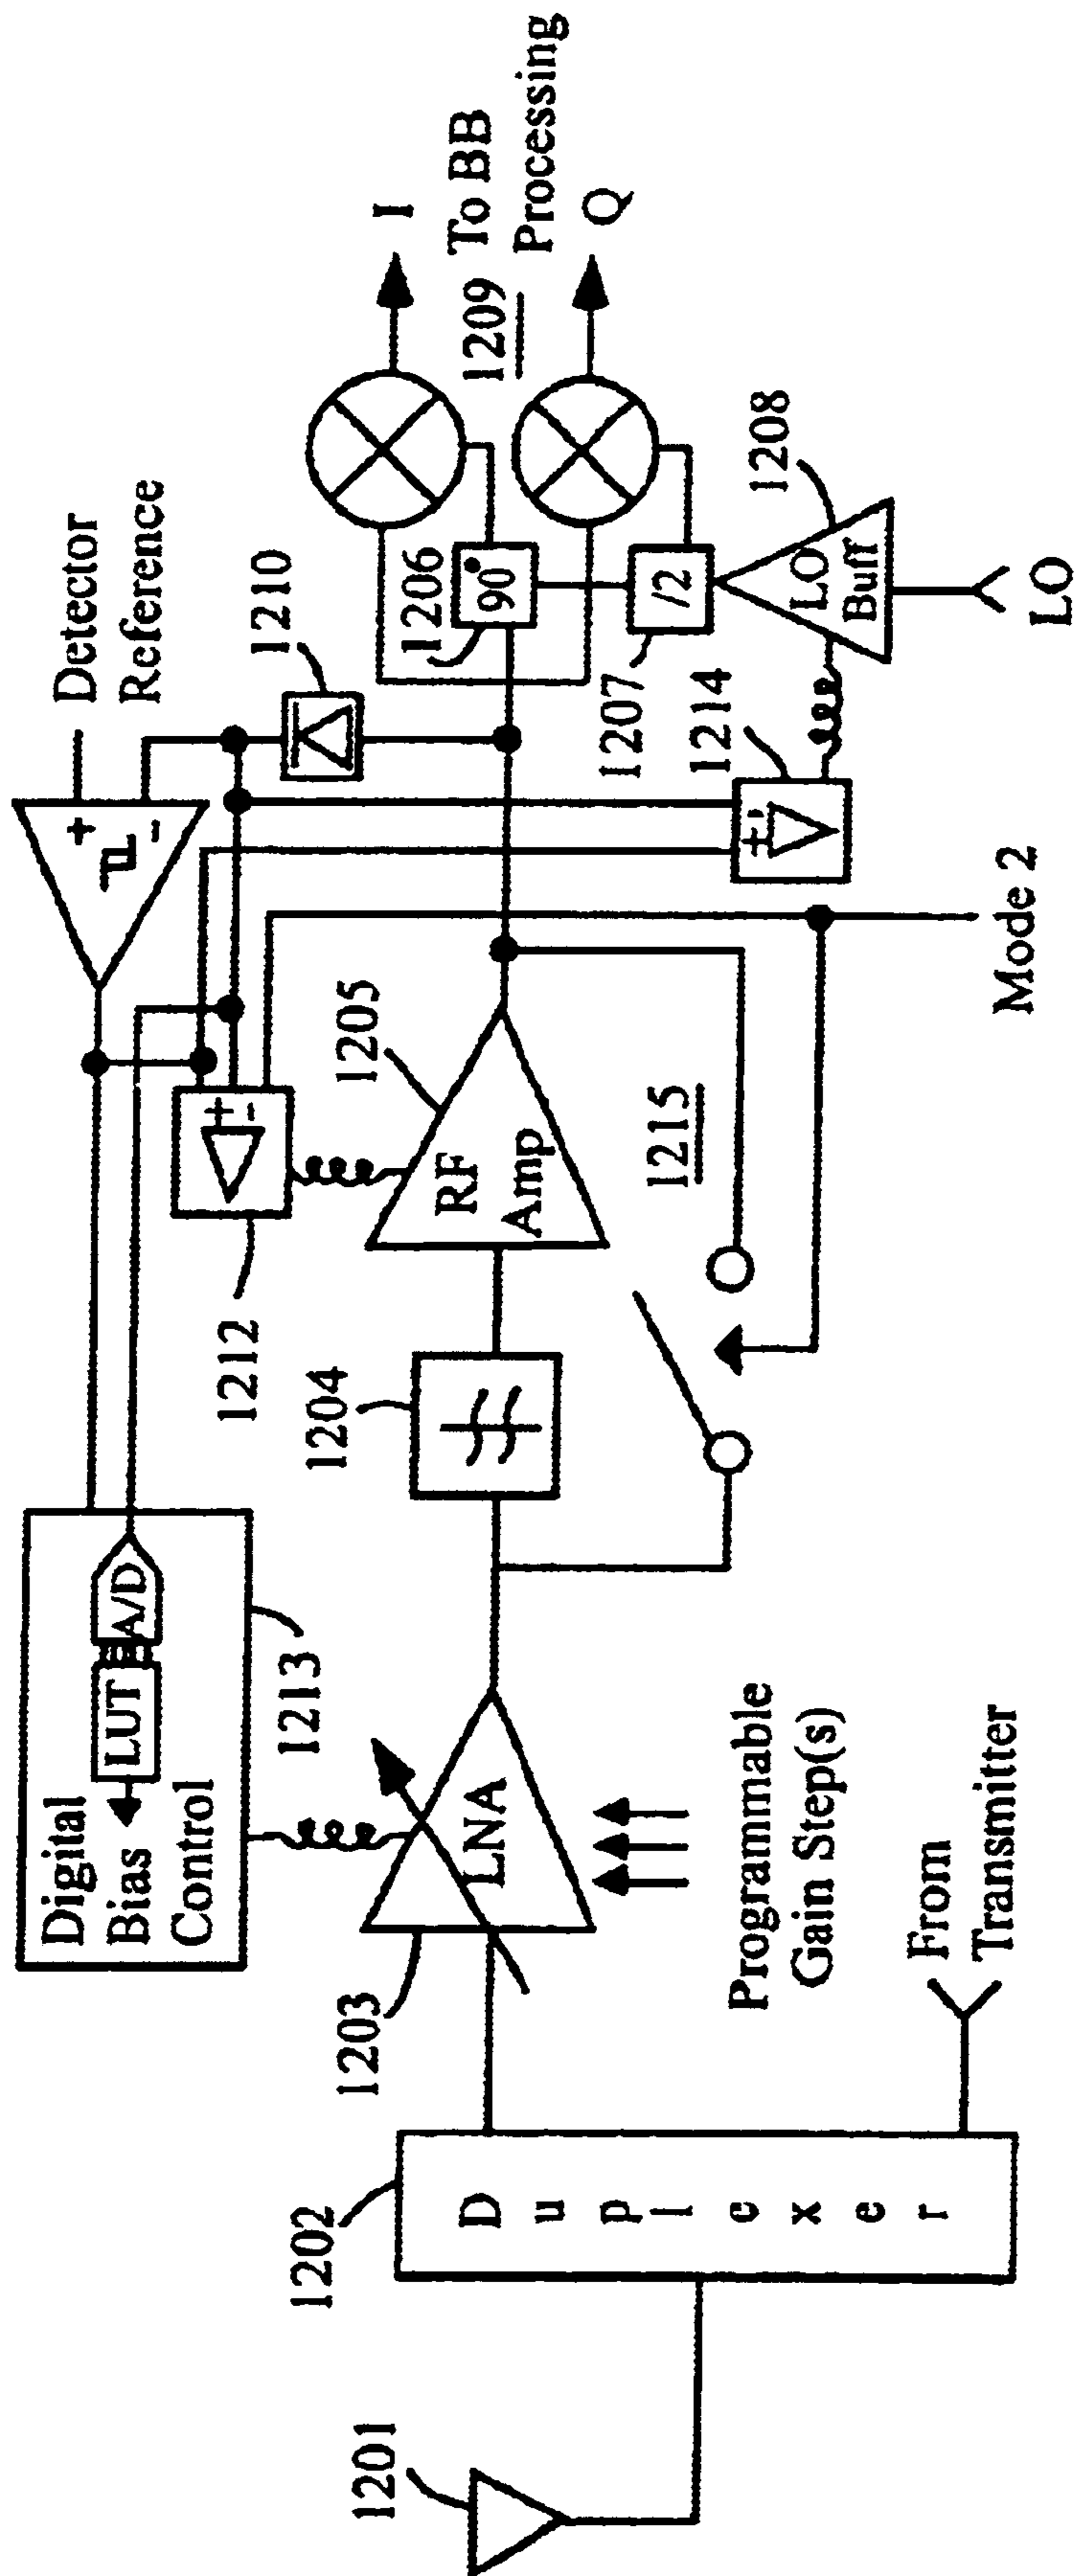 1201
1202
D
u
p
l
e
x
e
r
From
Transmitter
1203
LNA
Programmable
Gain Step(s)
Digital
Bias
Control
LUT
A/D
1213
1204
1212
+
-
RF
Amp
1205
1215
Mode 2
+
-
Detector
Reference
1210
1214
+
-
1206
90°
1207
/2
LO
Buff
1208
LO
I
1209 To BB
Processing
Q